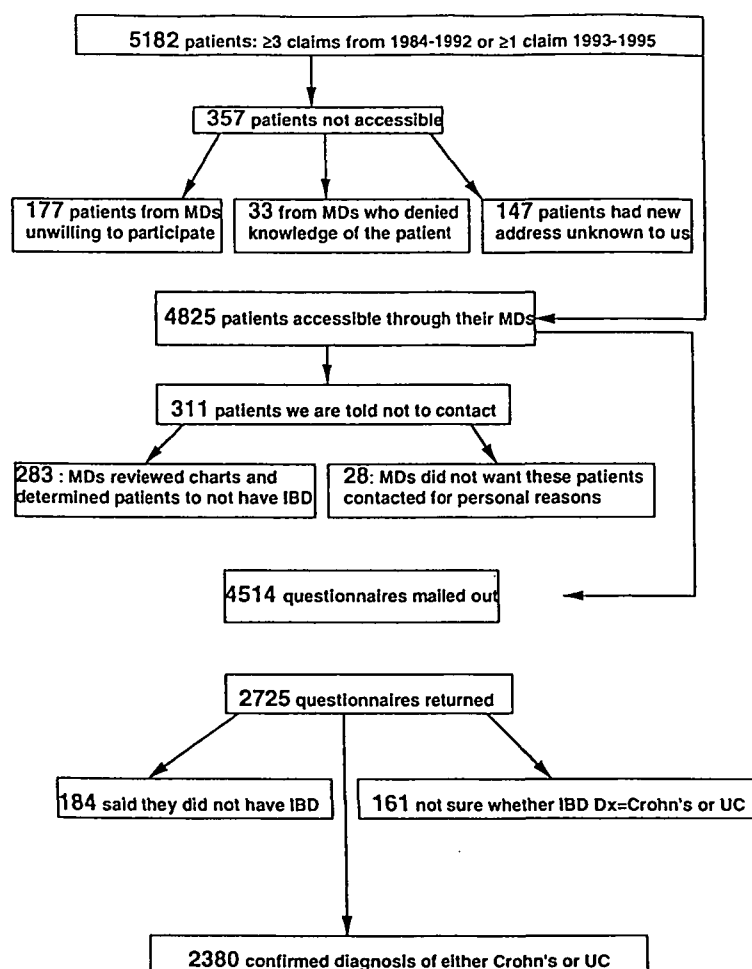 5182 patients: ≥3 claims from 1984-1992 or ≥1 claim 1993-1995
357 patients not accessible
177 patients from MDs
unwilling to participate
33 from MDs who denied
knowledge of the patient
147 patients had new
address unknown to us
4825 patients accessible through their MDs
311 patients we are told not to contact
283 : MDs reviewed charts and
determined patients to not have IBD
28: MDs did not want these patients
contacted for personal reasons
4514 questionnaires mailed out
2725 questionnaires returned
184 said they did not have IBD
161 not sure whether IBD Dx=Crohn's or UC
2380 confirmed diagnosis of either Crohn's or UC